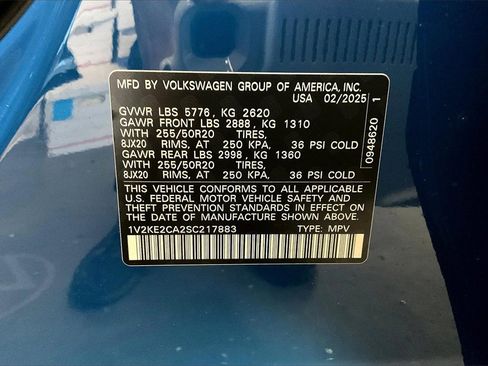 MFD BY VOLKSWAGEN GROUP OF AMERICA, INC.
USA 02/2025
GVWR LBS 5776, KG 2620
GAWR FRONT LBS 2888, KG 1310
WITH 255/50R20 TIRES,
8JX20 RIMS, AT 250 KPA, 36 PSI COLD
GAWR REAR LBS 2998, KG 1360
WITH 255/50R20 TIRES,
8JX20 RIMS, AT 250 KPA, 36 PSI COLD
THIS VEHICLE CONFORMS TO ALL APPLICABLE
U.S. FEDERAL MOTOR VEHICLE SAFETY AND
THEFT PREVENTION STANDARDS IN EFFECT ON
THE DATE OF MANUFACTURE SHOWN ABOVE.
1V2KE2CA2SC217883 TYPE: MPV
0948620 1